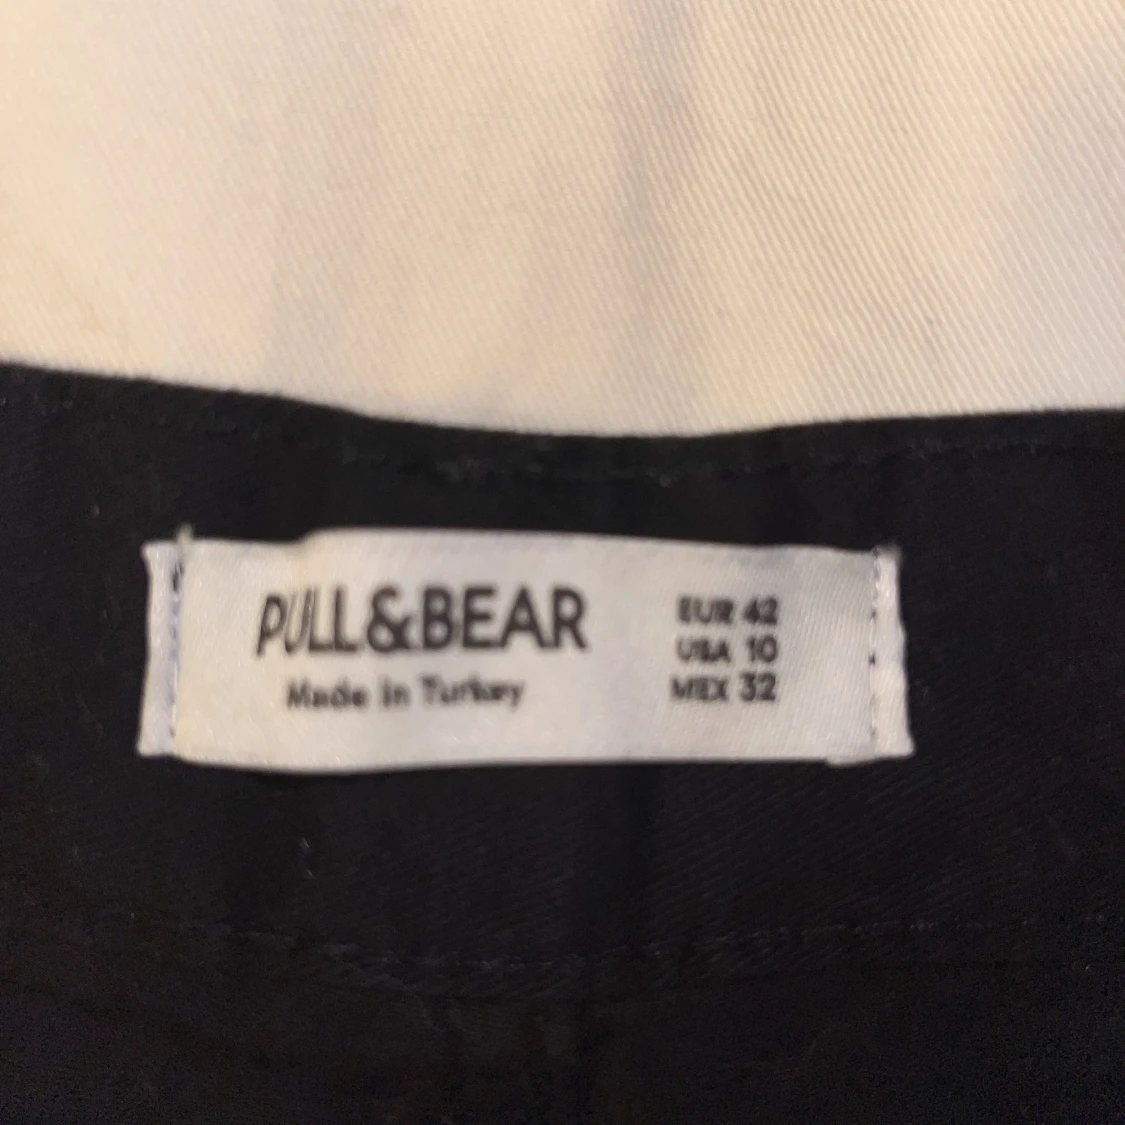 PULL&BEAR
Made in Turkey
EUR 42
USA 10
MEX 32